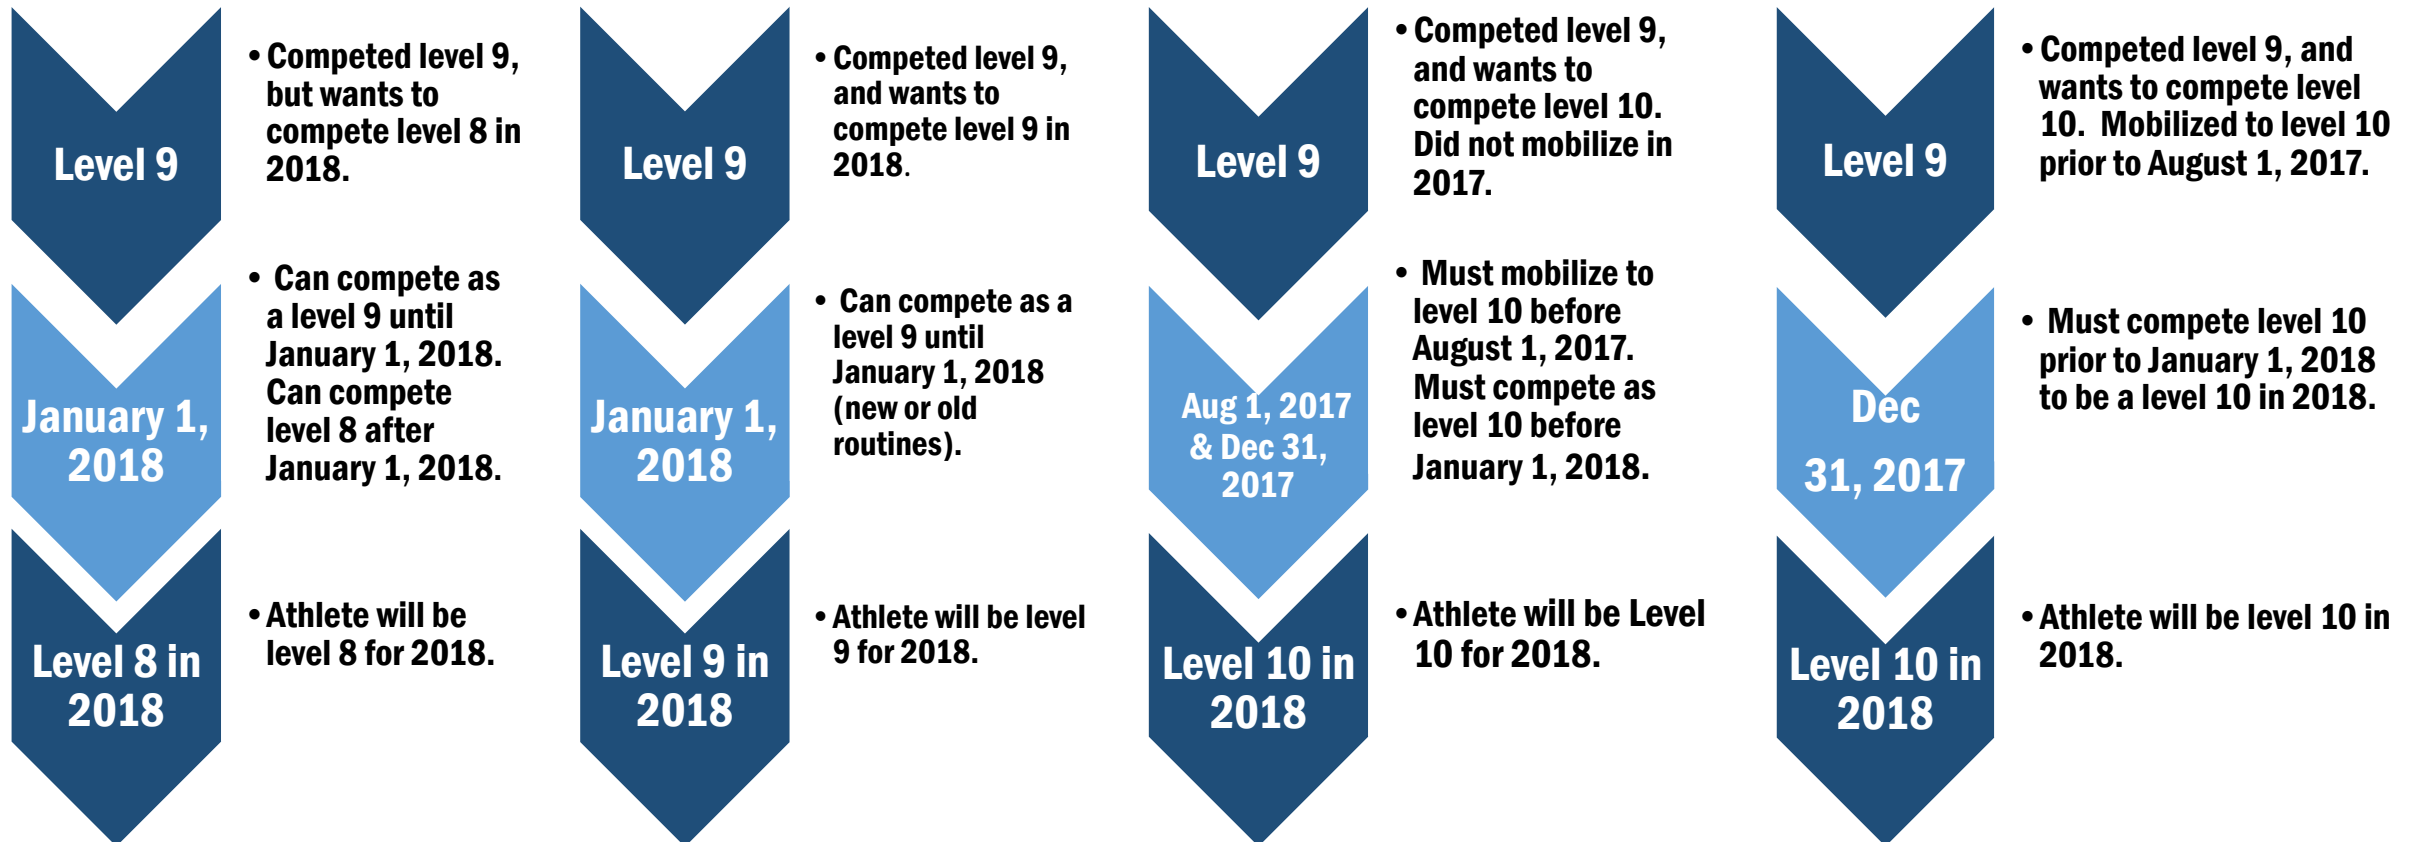 Level 9
• Competed level 9,
but wants to
compete level 8 in
2018.
January 1,
2018
• Can compete as
a level 9 until
January 1, 2018.
Can compete
level 8 after
January 1, 2018.
Level 8 in
2018
• Athlete will be
level 8 for 2018.
Level 9
• Competed level 9,
and wants to
compete level 9 in
2018.
January 1,
2018
• Can compete as a
level 9 until
January 1, 2018
(new or old
routines).
Level 9 in
2018
• Athlete will be level
9 for 2018.
Level 9
• Competed level 9,
and wants to
compete level 10.
Did not mobilize in
2017.
Aug 1, 2017
& Dec 31,
2017
• Must mobilize to
level 10 before
August 1, 2017.
Must compete as
level 10 before
January 1, 2018.
Level 10 in
2018
• Athlete will be Level
10 for 2018.
Level 9
• Competed level 9, and
wants to compete level
10. Mobilized to level 10
prior to August 1, 2017.
Dec
31, 2017
• Must compete level 10
prior to January 1, 2018
to be a level 10 in 2018.
Level 10 in
2018
• Athlete will be level 10 in
2018.